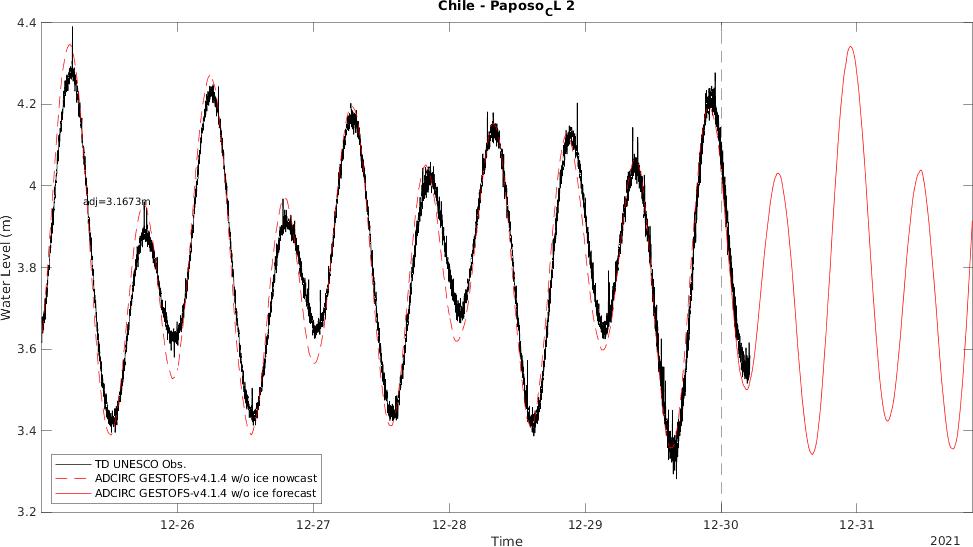 Chile - Paposo_CL 2
4.4
4.2
4
3.8
3.6
3.4
3.2
Water Level (m)
adj=3.1673m
TD UNESCO Obs.
ADCIRC GESTOFS-v4.1.4 w/o ice nowcast
ADCIRC GESTOFS-v4.1.4 w/o ice forecast
12-26
12-27
12-28
12-29
12-30
12-31
Time
2021